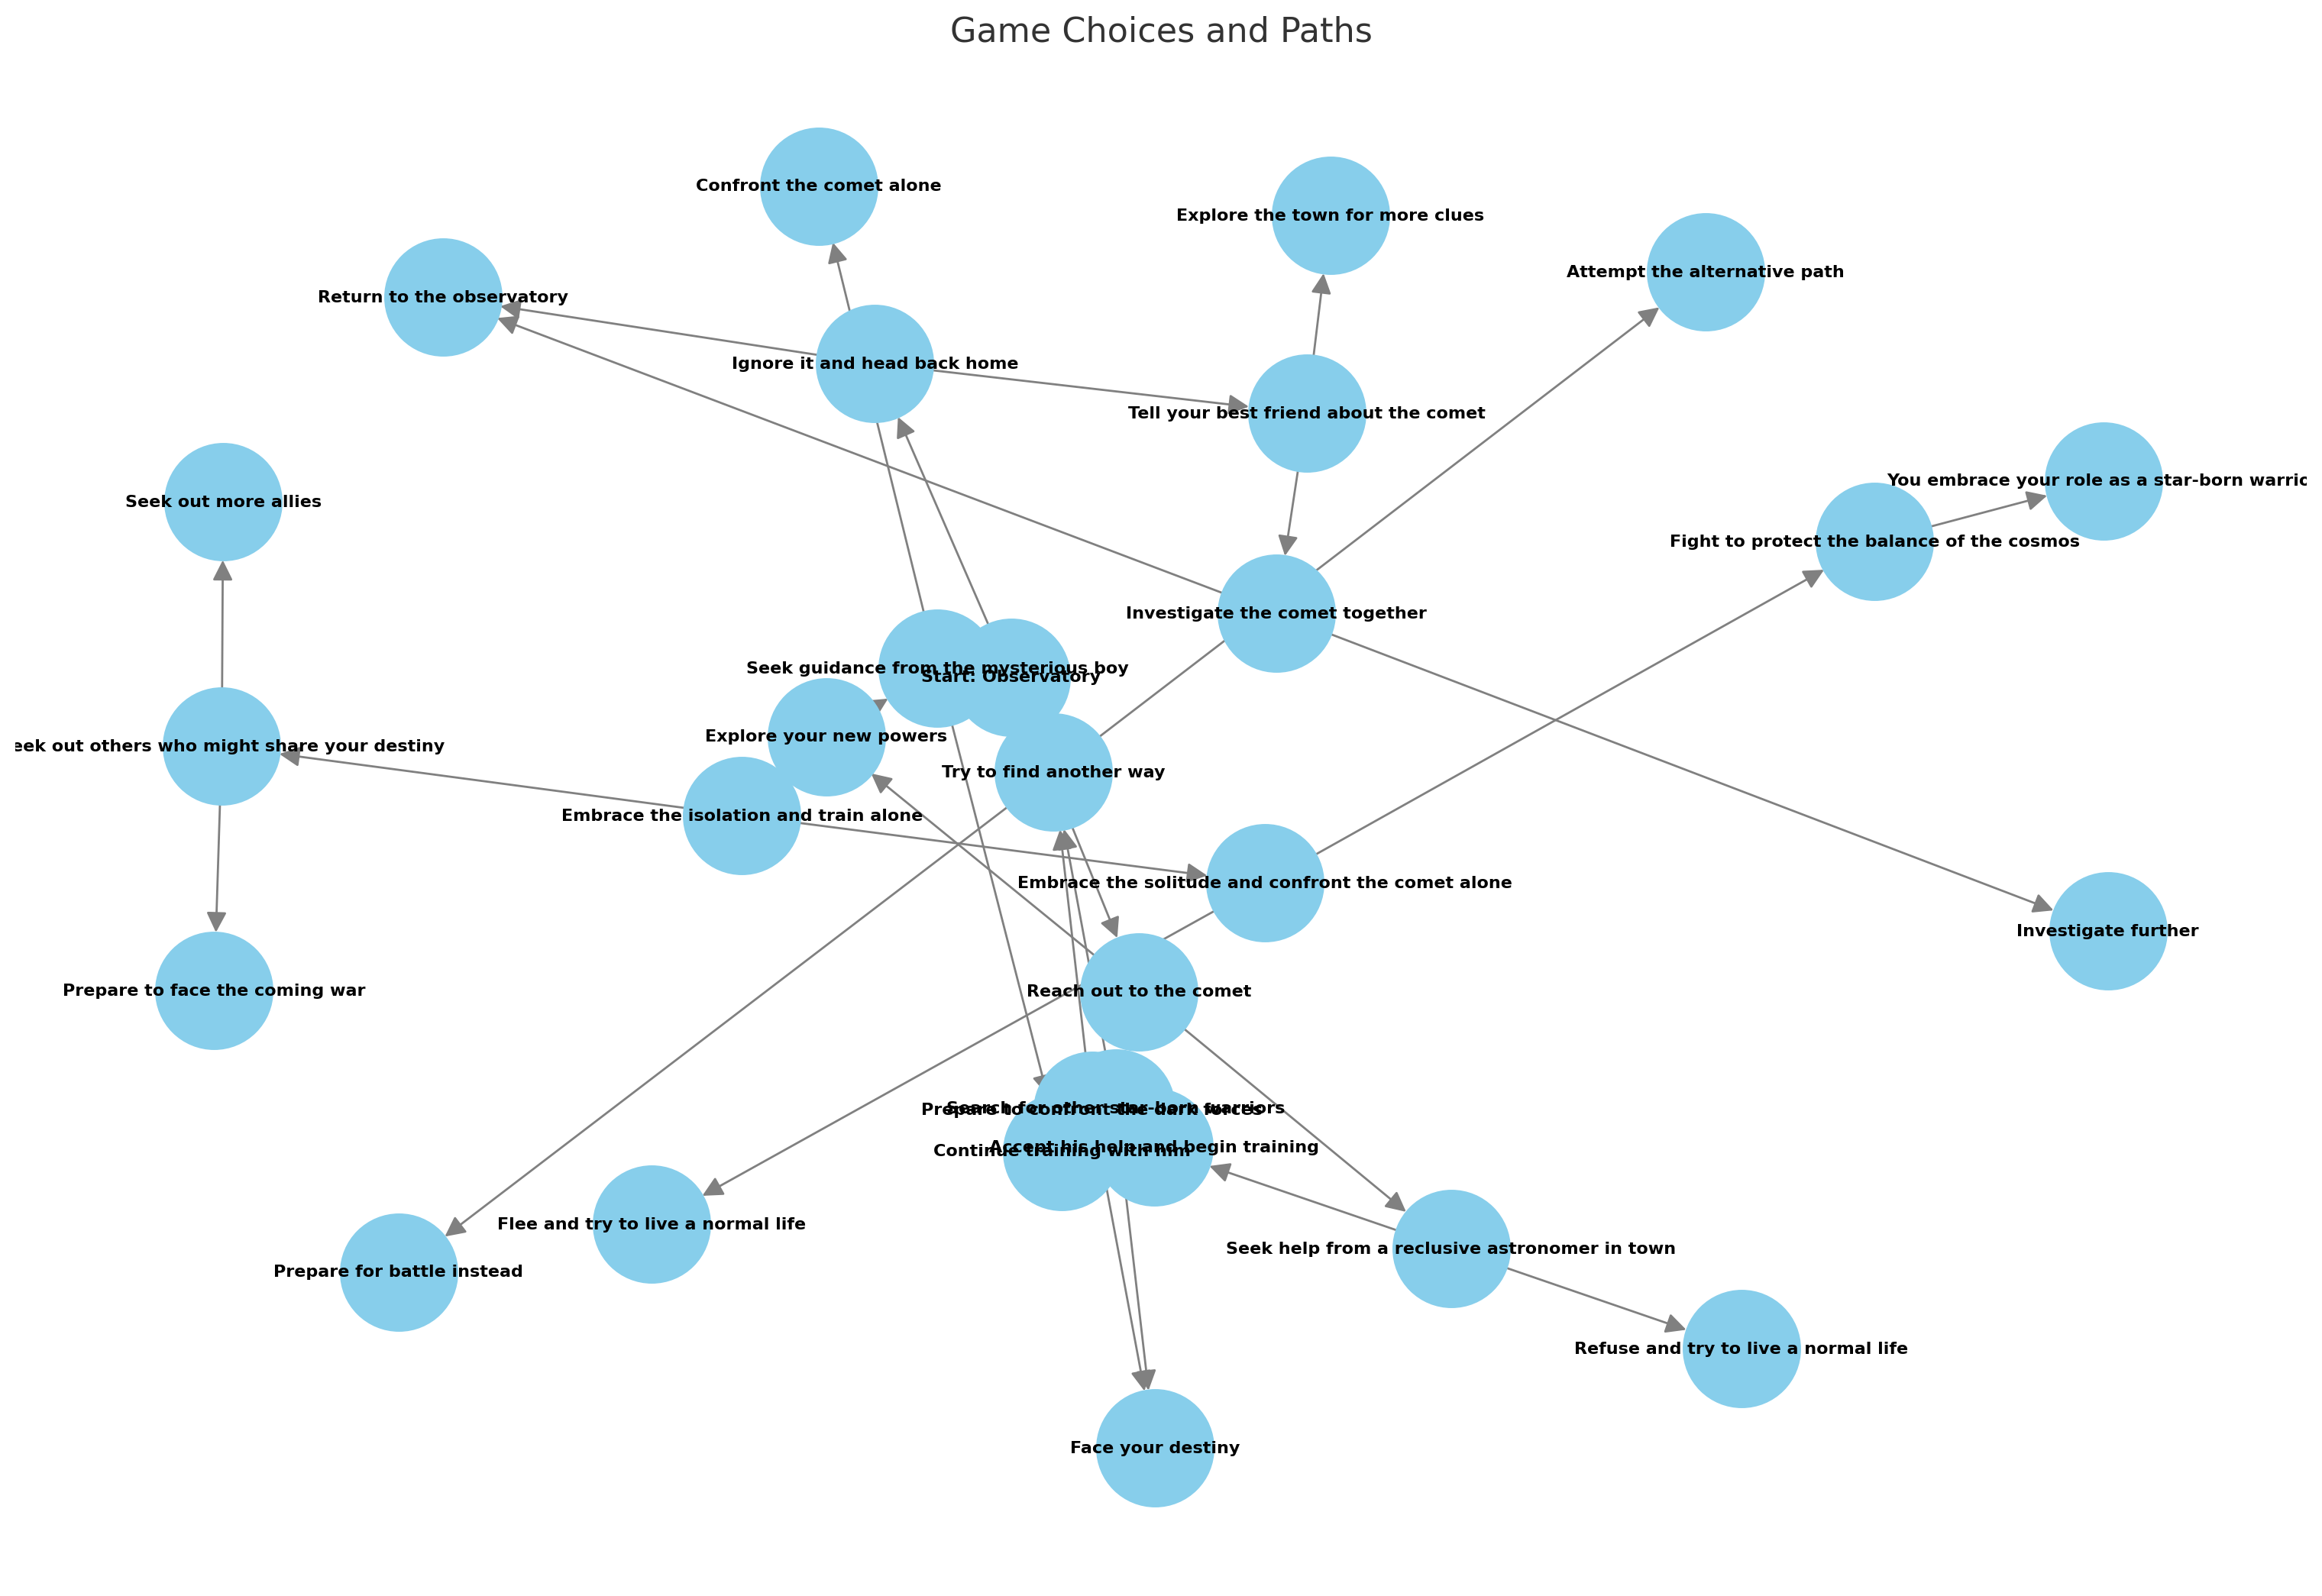 Game Choices and Paths
Confront the comet alone
Explore the town for more clues
Attempt the alternative path
Return to the observatory
Ignore it and head back home
Tell your best friend about the comet
You embrace your role as a star-born warric
Seek out more allies
Fight to protect the balance of the cosmos
Investigate the comet together
Seek guidance from the mysterious boy
Start: Observatory
Explore your new powers
eek out others who might share your destiny
Try to find another way
Embrace the isolation and train alone
Embrace the solitude and confront the comet alone
Investigate further
Prepare to face the coming war
Reach out to the comet
Search for other star-born warriors
Prepare to confront the dark forces
Accept his help and begin training
Continue training with him
Flee and try to live a normal life
Seek help from a reclusive astronomer in town
Prepare for battle instead
Refuse and try to live a normal life
Face your destiny